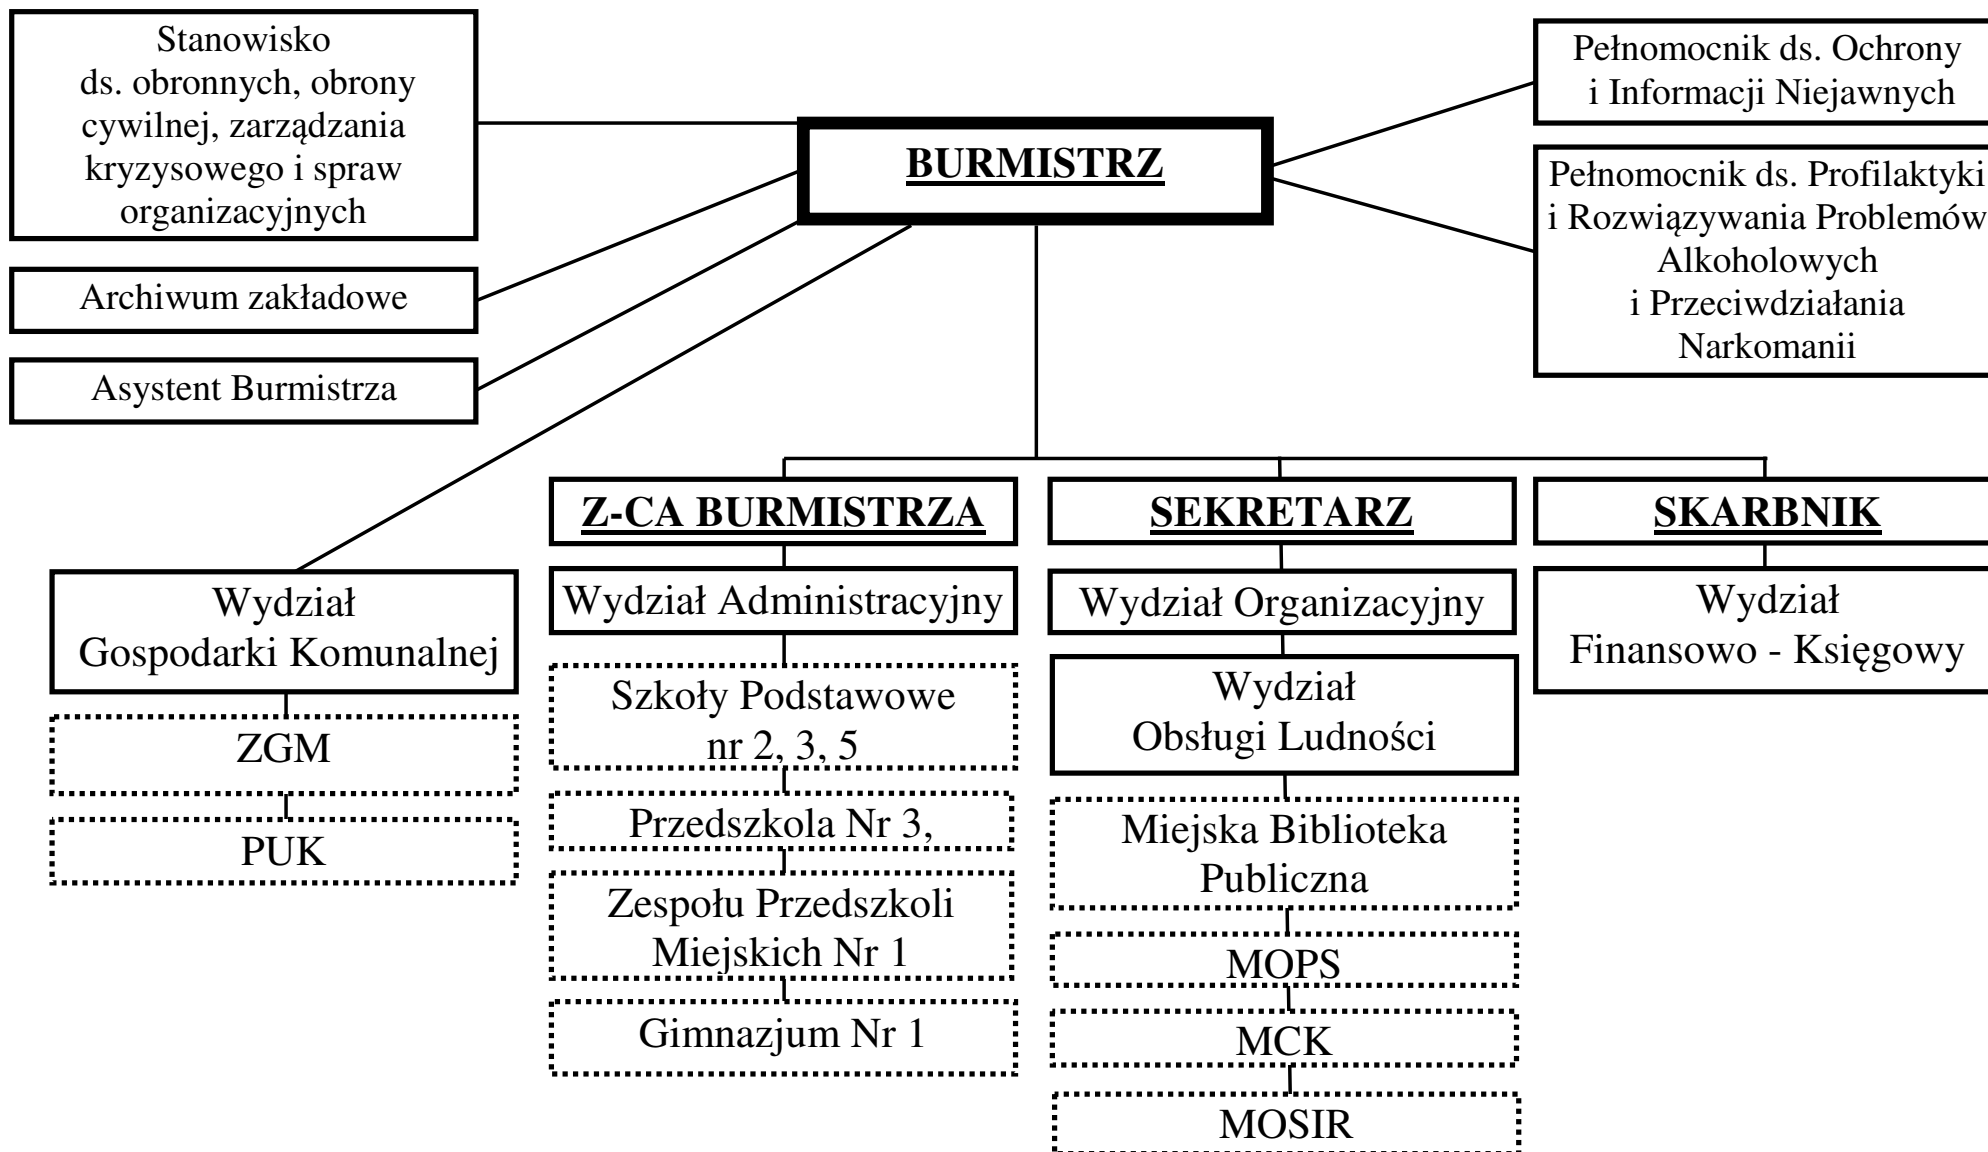 Stanowisko
ds. obronnych, obrony
cywilnej, zarządzania
kryzysowego i spraw
organizacyjnych
Archiwum zakładowe
Asystent Burmistrza
BURMISTRZ
Pełnomocnik ds. Ochrony
i Informacji Niejawnych
Pełnomocnik ds. Profilaktyki
i Rozwiązywania Problemów
Alkoholowych
i Przeciwdziałania
Narkomanii
Wydział
Gospodarki Komunalnej
ZGM
PUK
Z-CA BURMISTRZA
Wydział Administracyjny
Szkoły Podstawowe
nr 2, 3, 5
Przedszkola Nr 3,
Zespołu Przedszkoli
Miejskich Nr 1
Gimnazjum Nr 1
SEKRETARZ
Wydział Organizacyjny
Wydział
Obsługi Ludności
Miejska Biblioteka
Publiczna
MOPS
MCK
MOSIR
SKARBNIK
Wydział
Finansowo - Księgowy